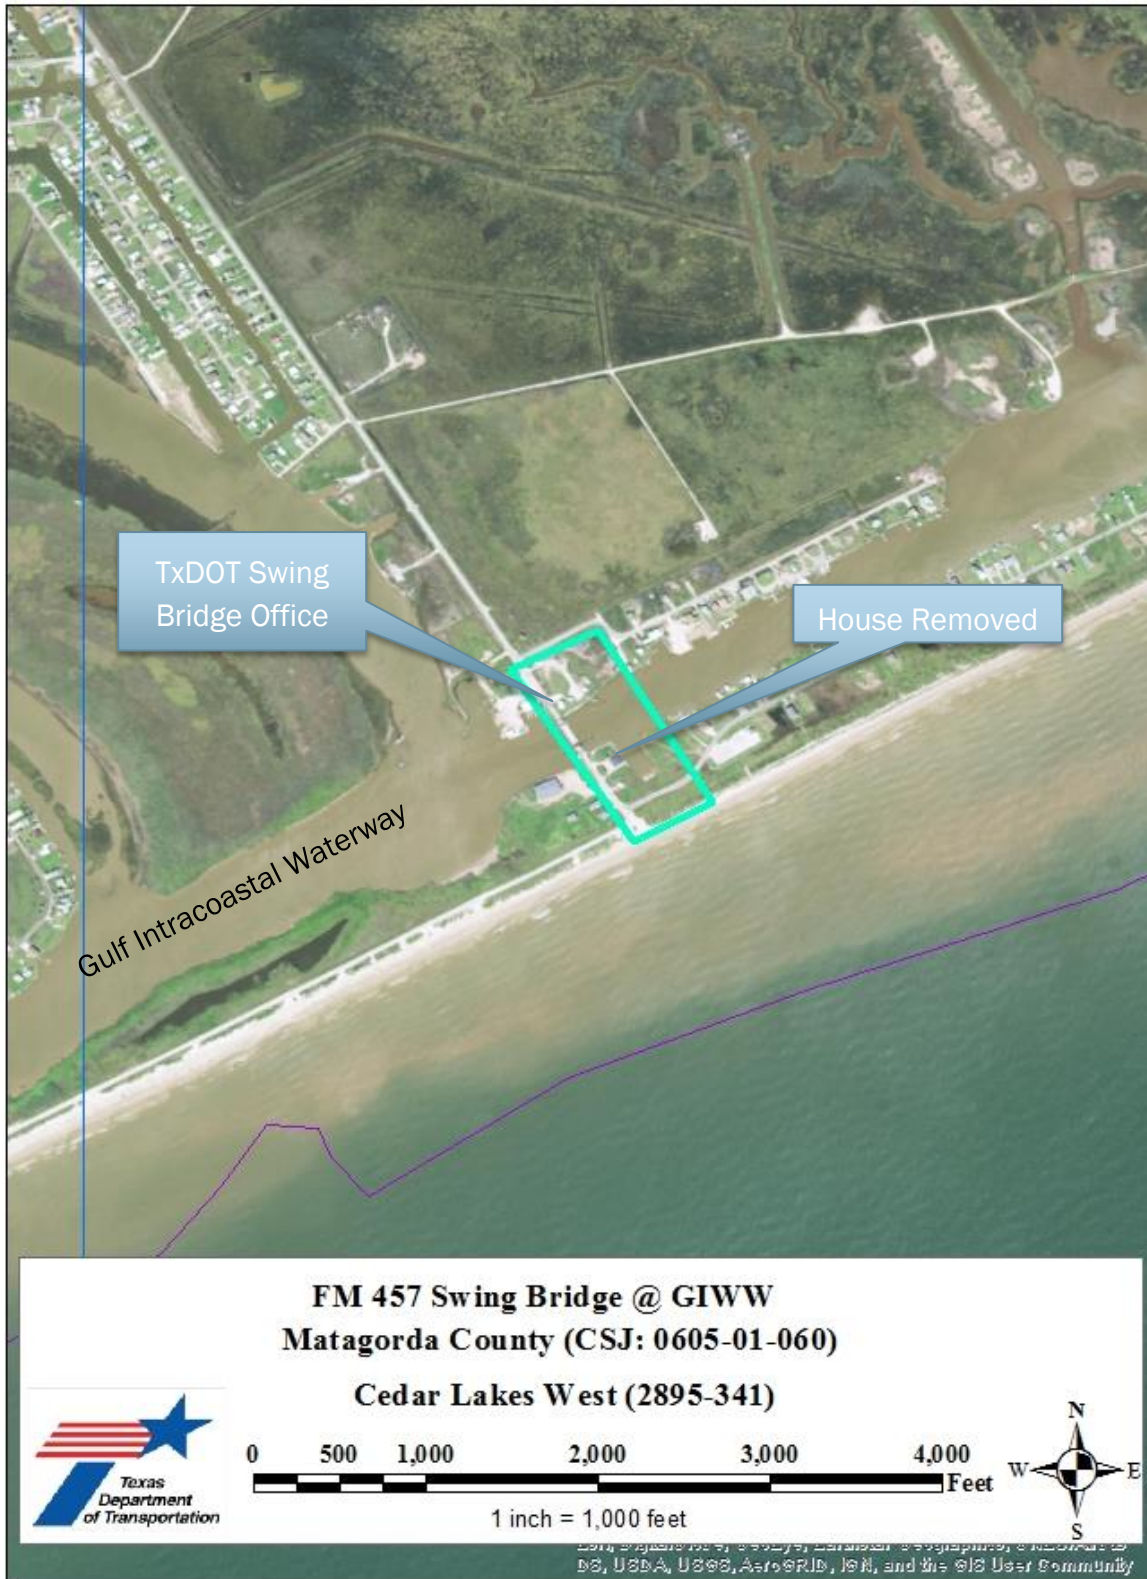 TxDOT Swing
Bridge Office
House Removed
Gulf Intracoastal Waterway
FM 457 Swing Bridge @ GIWW
Matagorda County (CSJ: 0605-01-060)
Cedar Lakes West (2895-341)
0 500 1,000 2,000 3,000 4,000
Feet
1 inch = 1,000 feet
Texas
Department
of Transportation
N
W E
S
DS, USDA, USGS, AeroGRID, IGN, and the GIS User Community